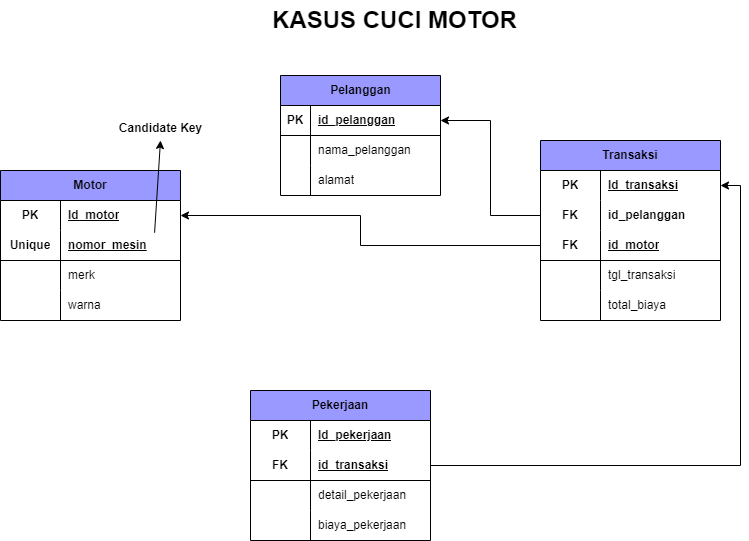 KASUS CUCI MOTOR
Pelanggan
PK id_pelanggan
nama_pelanggan
alamat
Candidate Key
Motor
PK Id_motor
Unique nomor_mesin
merk
warna
Transaksi
PK Id_transaksi
FK id_pelanggan
FK id_motor
tgl_transaksi
total_biaya
Pekerjaan
PK Id_pekerjaan
FK id_transaksi
detail_pekerjaan
biaya_pekerjaan